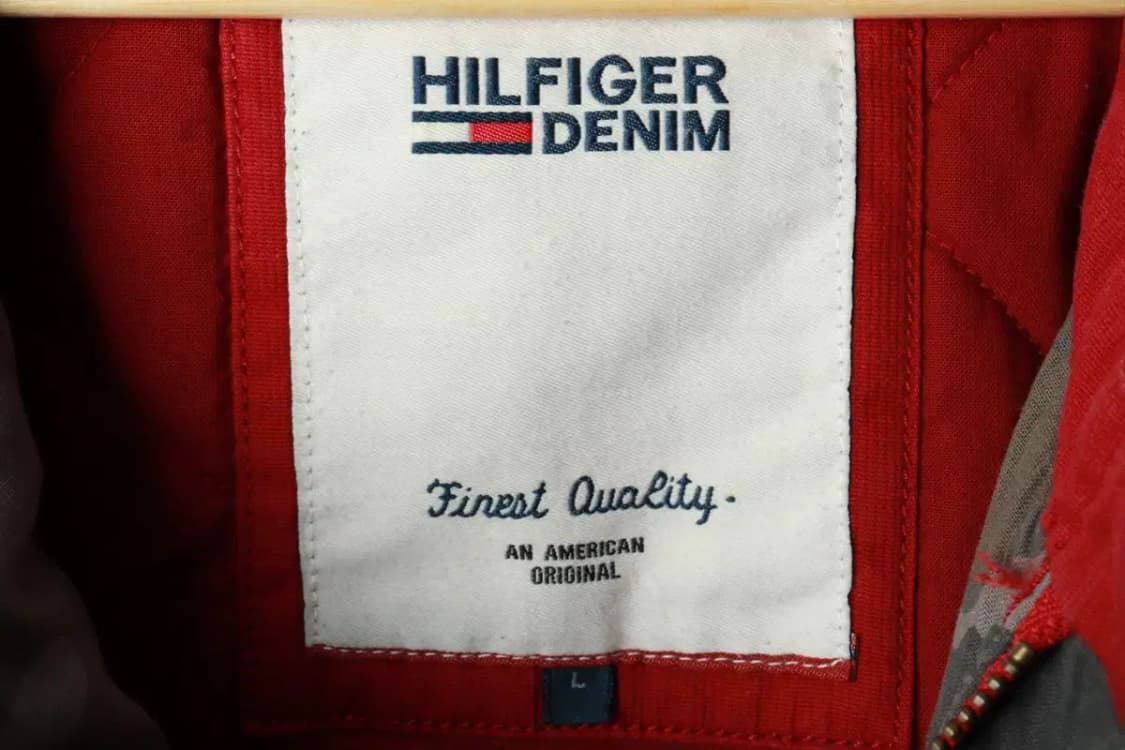 HILFIGER
DENIM
Finest Quality.
AN AMERICAN
ORIGINAL
L